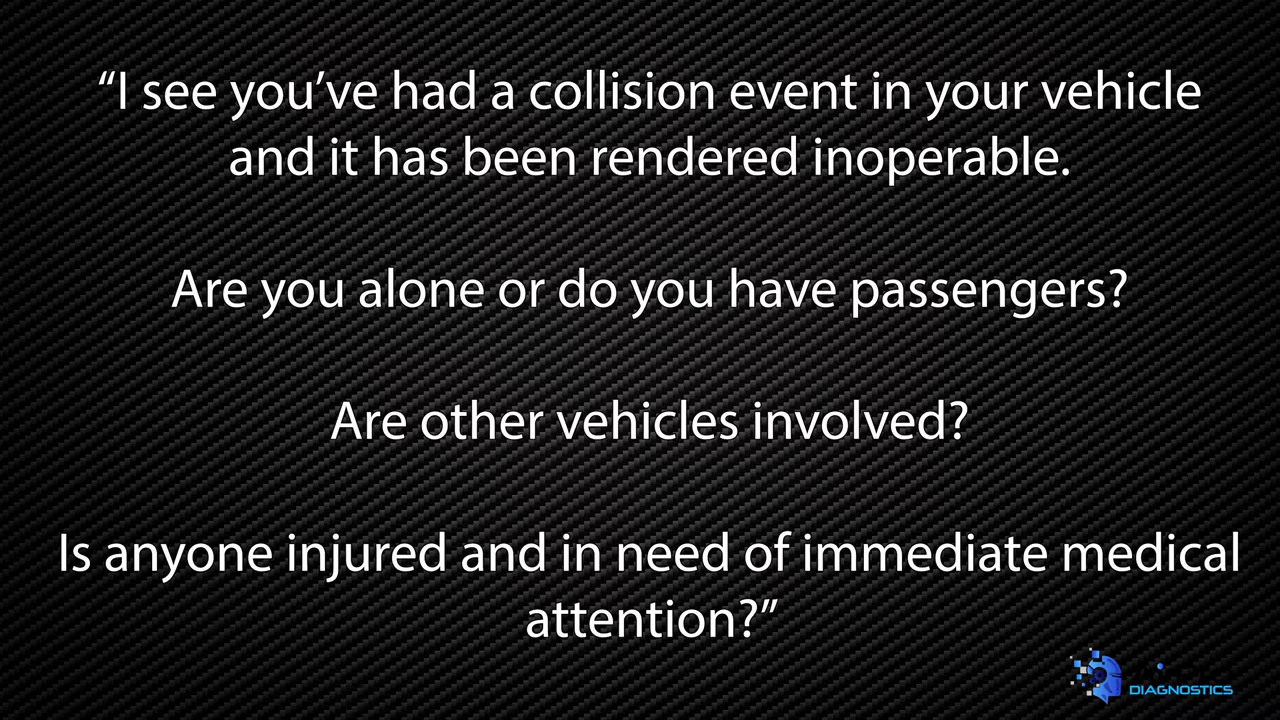 “I see you’ve had a collision event in your vehicle
and it has been rendered inoperable.
Are you alone or do you have passengers?
Are other vehicles involved?
Is anyone injured and in need of immediate medical
attention?”
DIAGNOSTICS